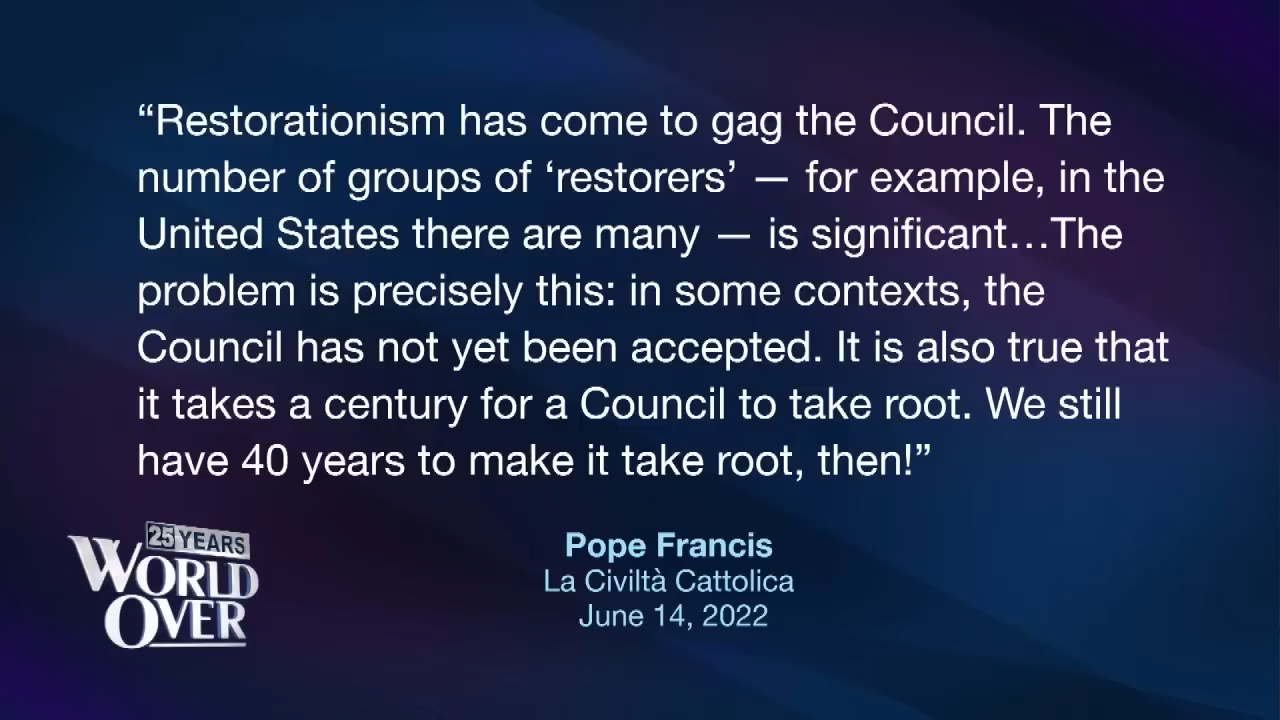 “Restorationism has come to gag the Council. The
number of groups of ‘restorers’ — for example, in the
United States there are many — is significant…The
problem is precisely this: in some contexts, the
Council has not yet been accepted. It is also true that
it takes a century for a Council to take root. We still
have 40 years to make it take root, then!”
25 YEARS
WORLD
OVER
Pope Francis
La Civiltà Cattolica
June 14, 2022